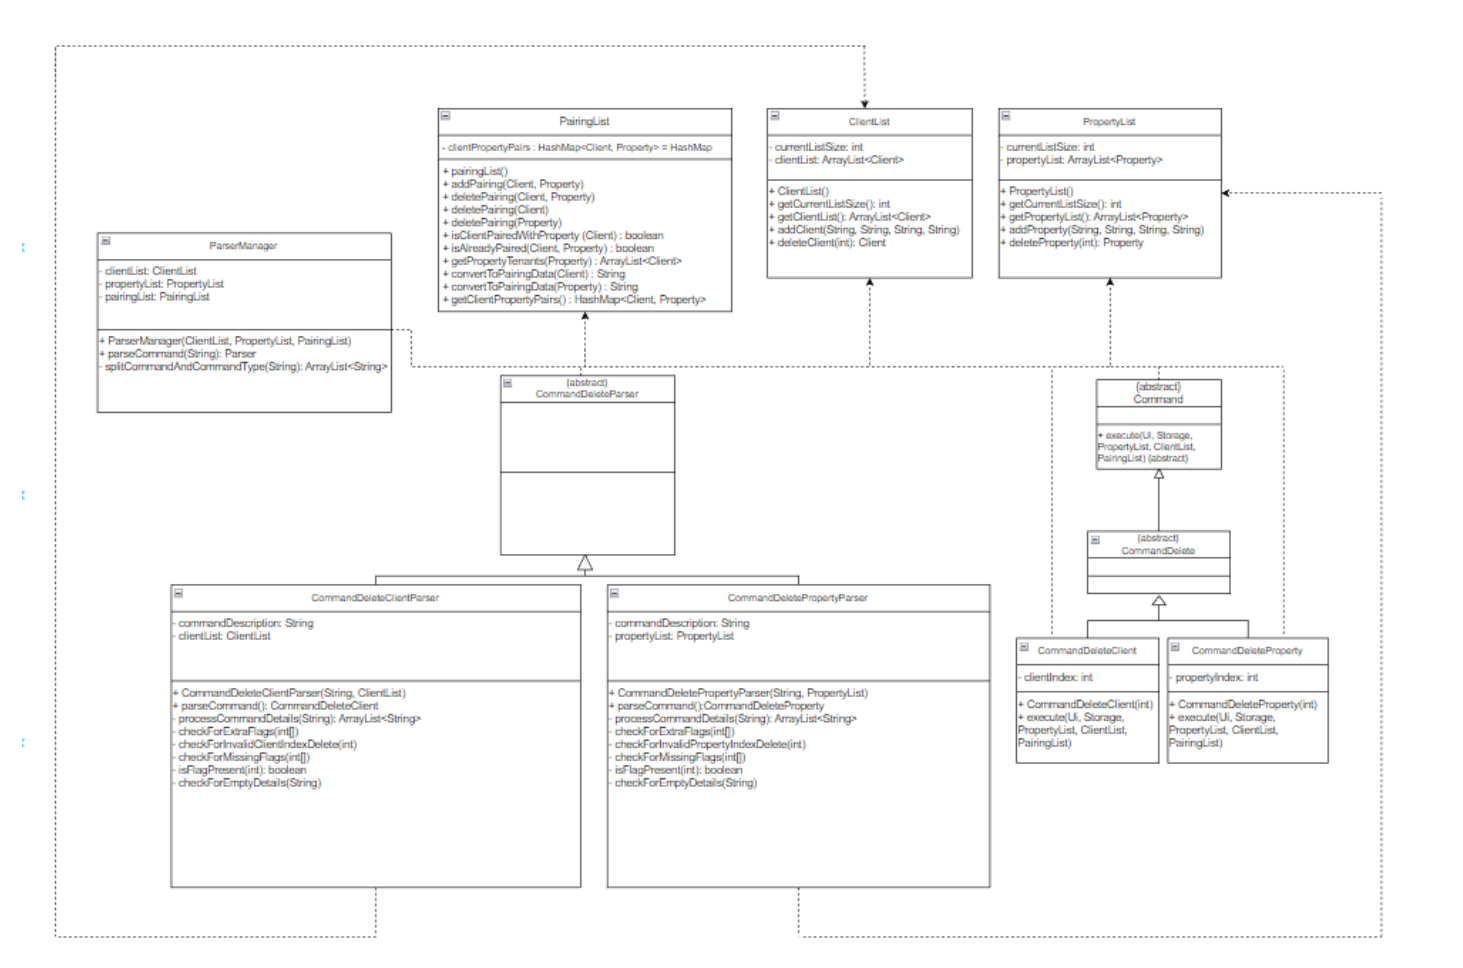 PairingList
- clientPropertyPairs : HashMap<Client, Property> = HashMap
+ pairingList()
+ addPairing(Client, Property)
+ deletePairing(Client, Property)
+ deletePairing(Client)
+ deletePairing(Property)
+ isClientPairedWithProperty (Client) : boolean
+ isAlreadyPaired(Client, Property) : boolean
+ getPropertyTenants(Property) : ArrayList<Client>
+ convertToPairingData(Client) : String
+ convertToPairingData(Property) : String
+ getClientPropertyPairs() : HashMap<Client, Property>
ClientList
- currentListSize: int
- clientList: ArrayList<Client>
+ ClientList()
+ getCurrentListSize(): int
+ getClientList(): ArrayList<Client>
+ addClient(String, String, String, String)
+ deleteClient(int): Client
PropertyList
- currentListSize: int
- propertyList: ArrayList<Property>
+ PropertyList()
+ getCurrentListSize(): int
+ getPropertyList(): ArrayList<Property>
+ addProperty(String, String, String, String)
+ deleteProperty(int): Property
ParserManager
- clientList: ClientList
- propertyList: PropertyList
- pairingList: PairingList
+ ParserManager(ClientList, PropertyList, PairingList)
+ parseCommand(String): Parser
- splitCommandAndCommandType(String): ArrayList<String>
{abstract}
CommandDeleteParser
{abstract}
Command
+ execute(Ui, Storage,
PropertyList, ClientList,
PairingList) {abstract}
{abstract}
CommandDelete
CommandDeleteClientParser
- commandDescription: String
- clientList: ClientList
+ CommandDeleteClientParser(String, ClientList)
+ parseCommand(): CommandDeleteClient
- processCommandDetails(String): ArrayList<String>
- checkForExtraFlags(int[])
- checkForInvalidClientIndexDelete(int)
- checkForMissingFlags(int[])
- isFlagPresent(int): boolean
- checkForEmptyDetails(String)
CommandDeletePropertyParser
- commandDescription: String
- propertyList: PropertyList
+ CommandDeletePropertyParser(String, PropertyList)
+ parseCommand():CommandDeleteProperty
- processCommandDetails(String): ArrayList<String>
- checkForExtraFlags(int[])
- checkForInvalidPropertyIndexDelete(int)
- checkForMissingFlags(int[])
- isFlagPresent(int): boolean
- checkForEmptyDetails(String)
CommandDeleteClient
- clientIndex: int
+ CommandDeleteClient(int)
+ execute(Ui, Storage,
PropertyList, ClientList,
PairingList)
CommandDeleteProperty
- propertyIndex: int
+ CommandDeleteProperty(int)
+ execute(Ui, Storage,
PropertyList, ClientList,
PairingList)